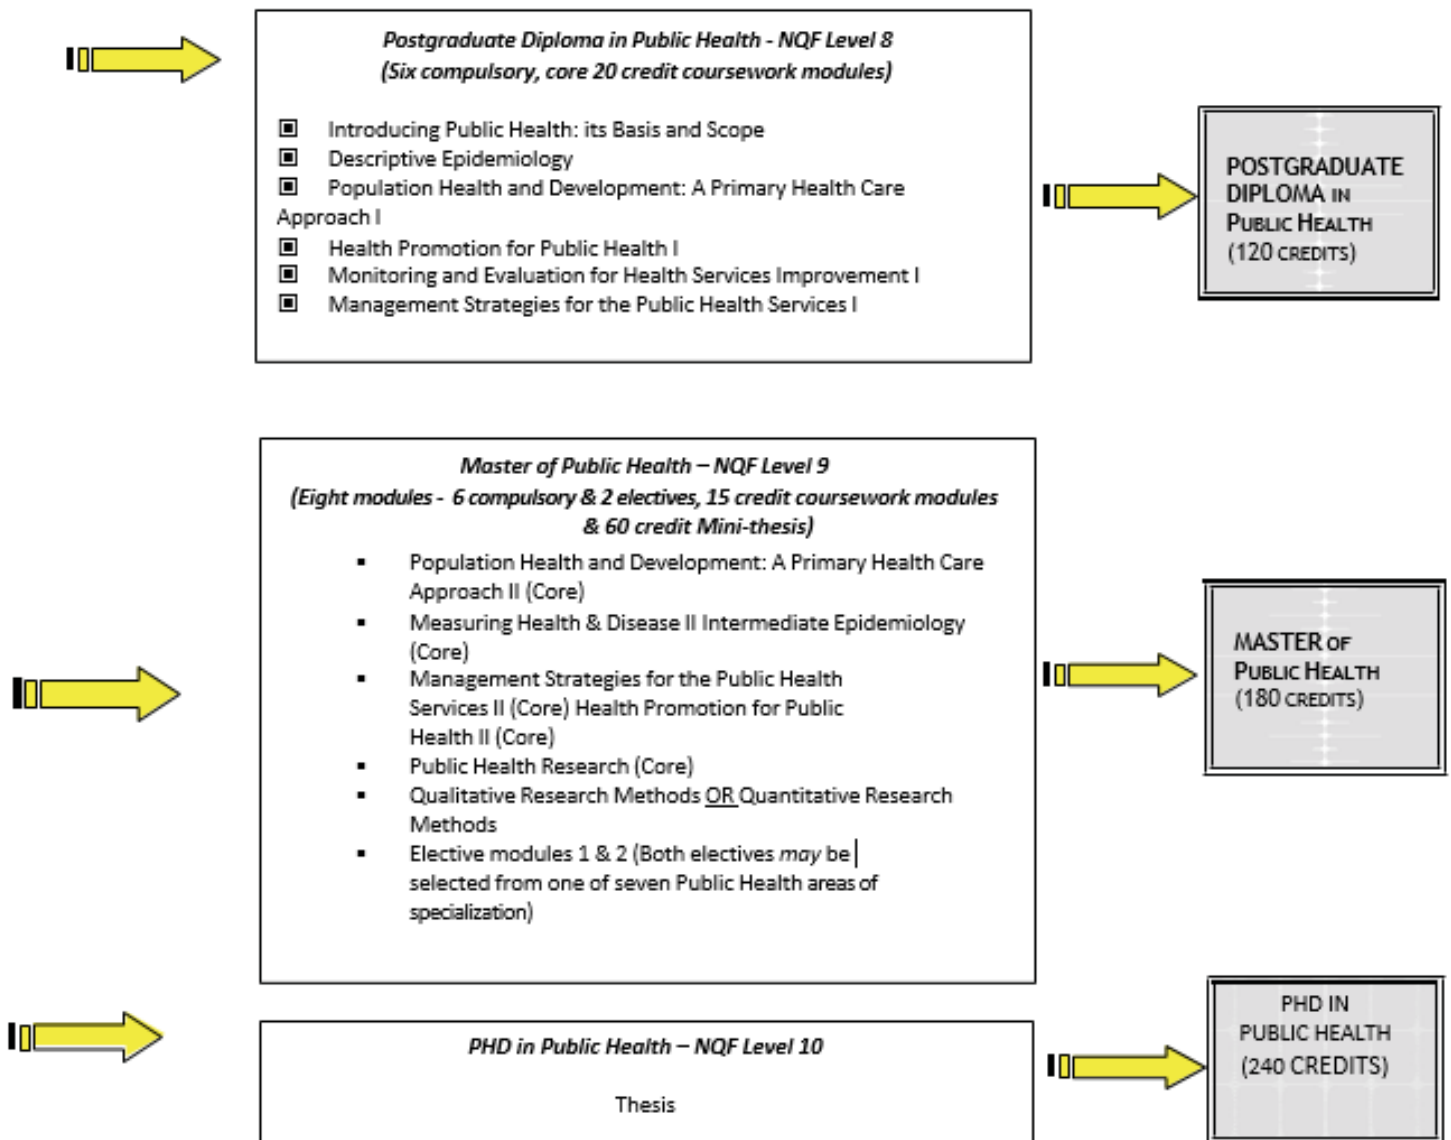 Postgraduate Diploma in Public Health - NQF Level 8
(Six compulsory, core 20 credit coursework modules)
Introducing Public Health: its Basis and Scope
Descriptive Epidemiology
Population Health and Development: A Primary Health Care
Approach I
Health Promotion for Public Health I
Monitoring and Evaluation for Health Services Improvement I
Management Strategies for the Public Health Services I
POSTGRADUATE
DIPLOMA IN
PUBLIC HEALTH
(120 CREDITS)
Master of Public Health – NQF Level 9
(Eight modules - 6 compulsory & 2 electives, 15 credit coursework modules
& 60 credit Mini-thesis)
Population Health and Development: A Primary Health Care
Approach II (Core)
Measuring Health & Disease II Intermediate Epidemiology
(Core)
Management Strategies for the Public Health
Services II (Core) Health Promotion for Public
Health II (Core)
Public Health Research (Core)
Qualitative Research Methods OR Quantitative Research
Methods
Elective modules 1 & 2 (Both electives may be
selected from one of seven Public Health areas of
specialization)
MASTER OF
PUBLIC HEALTH
(180 CREDITS)
PHD in Public Health – NQF Level 10
Thesis
PHD IN
PUBLIC HEALTH
(240 CREDITS)